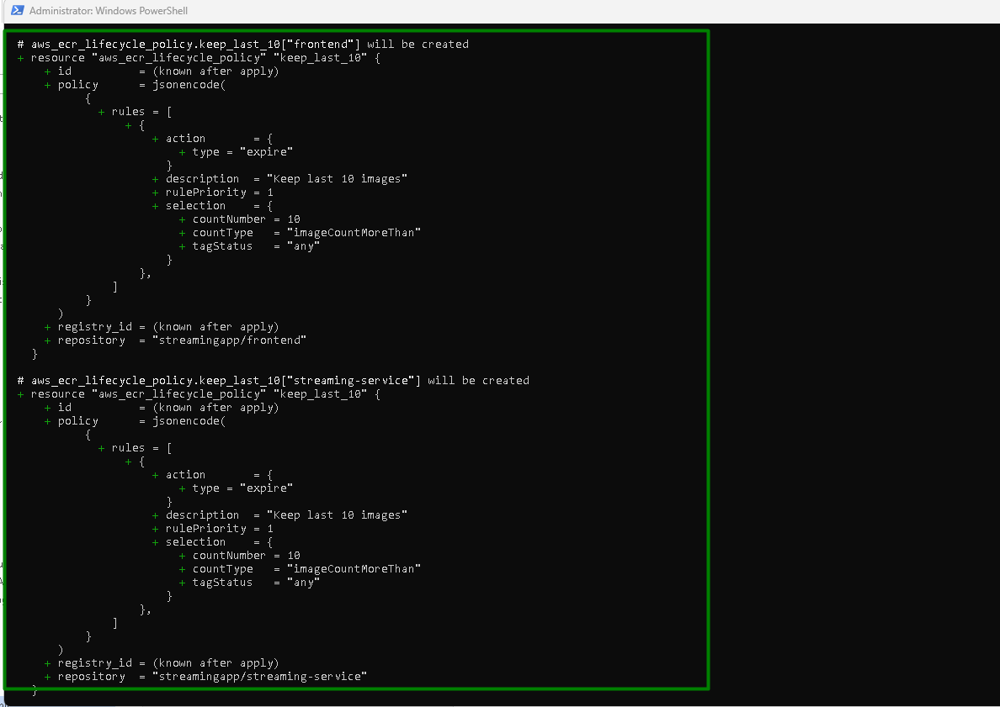 Administrator: Windows PowerShell
# aws_ecr_lifecycle_policy.keep_last_10["frontend"] will be created
+ resource "aws_ecr_lifecycle_policy" "keep_last_10" {
+ id = (known after apply)
+ policy = jsonencode(
{
+ rules = [
+ {
+ action = {
+ type = "expire"
}
+ description = "Keep last 10 images"
+ rulePriority = 1
+ selection = {
+ countNumber = 10
+ countType = "imageCountMoreThan"
+ tagStatus = "any"
}
},
]
}
)
+ registry_id = (known after apply)
+ repository = "streamingapp/frontend"
}
# aws_ecr_lifecycle_policy.keep_last_10["streaming-service"] will be created
+ resource "aws_ecr_lifecycle_policy" "keep_last_10" {
+ id = (known after apply)
+ policy = jsonencode(
{
+ rules = [
+ {
+ action = {
+ type = "expire"
}
+ description = "Keep last 10 images"
+ rulePriority = 1
+ selection = {
+ countNumber = 10
+ countType = "imageCountMoreThan"
+ tagStatus = "any"
}
},
]
}
)
+ registry_id = (known after apply)
+ repository = "streamingapp/streaming-service"
}